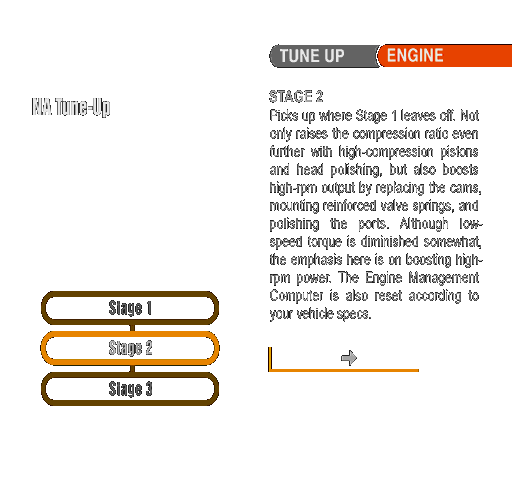 TUNE UP ENGINE
NA Tune-Up
STAGE 2
Picks up where Stage 1 leaves off. Not
only raises the compression ratio even
further with high-compression pistons
and head polishing, but also boosts
high-rpm output by replacing the cams,
mounting reinforced valve springs, and
polishing the ports. Although low-
speed torque is diminished somewhat,
the emphasis here is on boosting high-
rpm power. The Engine Management
Computer is also reset according to
your vehicle specs.
Stage 1
Stage 2
Stage 3